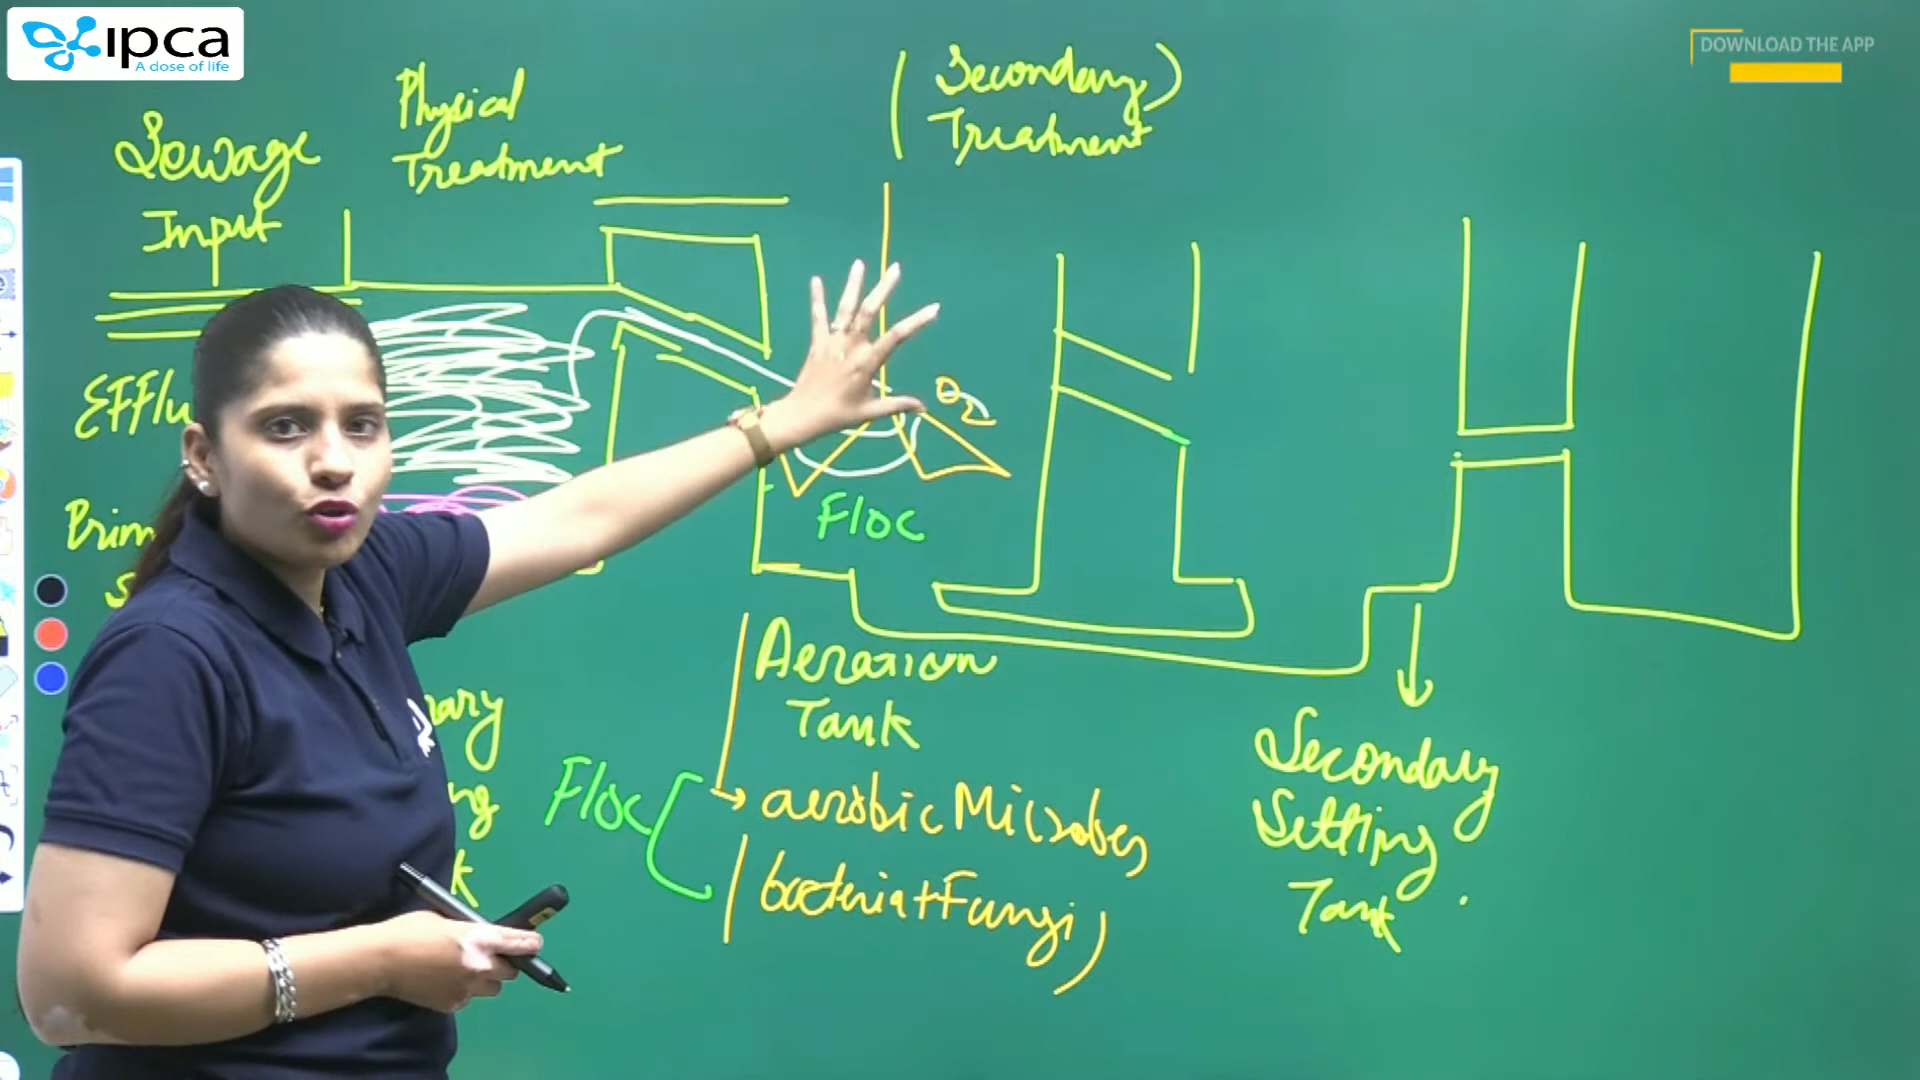 ipca
A dose of life
DOWNLOAD THE APP
Sewage
Input
Physical
Treatment
(Secondary)
Treatment
O2
Floc
Aeration
Tank
Floc
aerobic Microbes
bacteria + Fungi)
Secondary
Settling
Tank